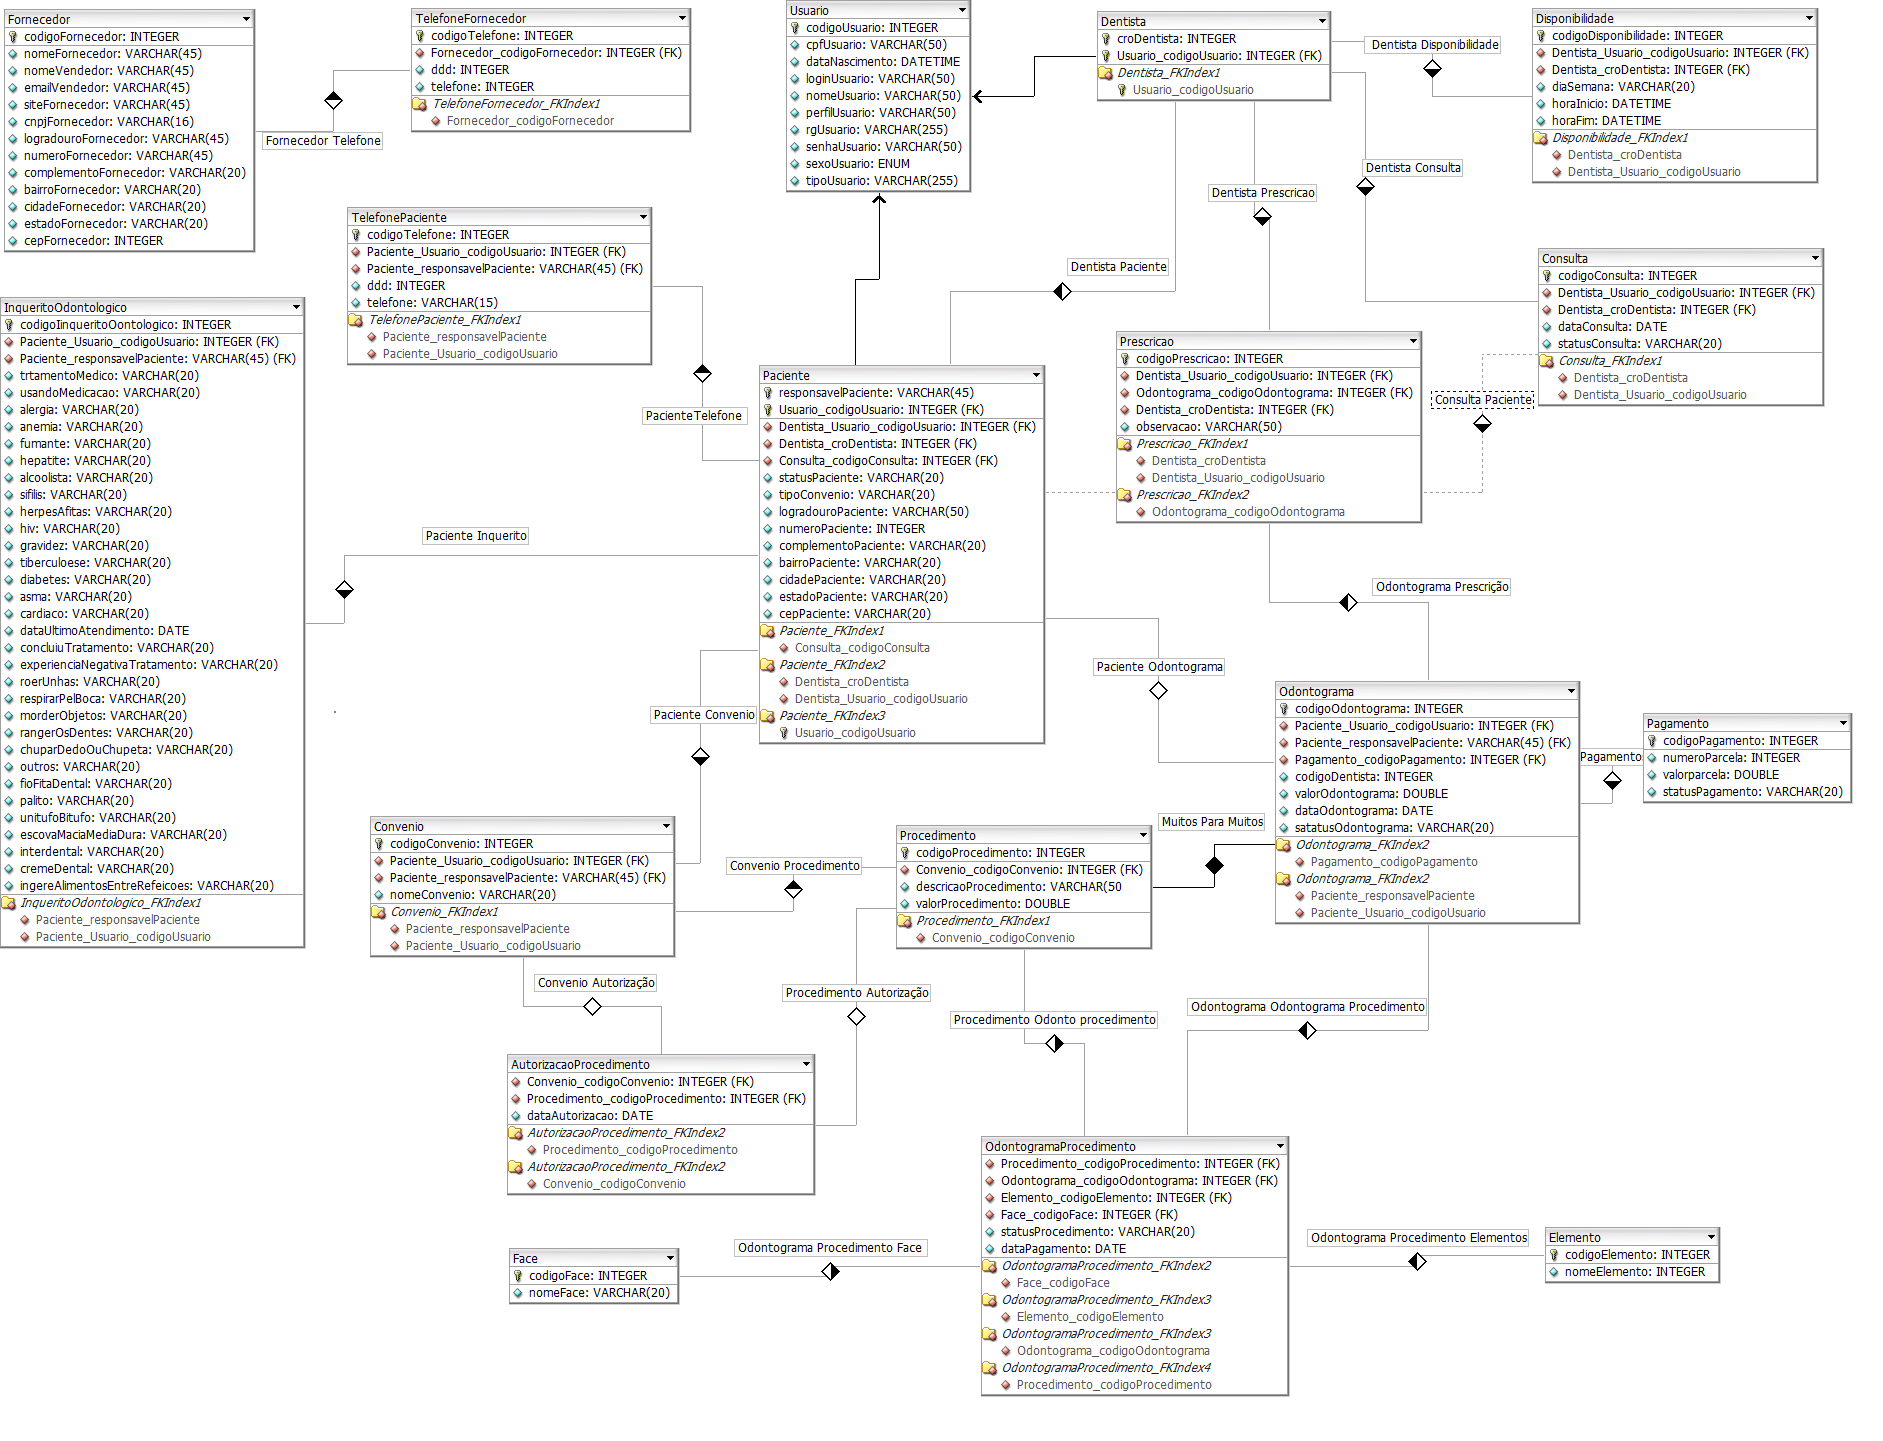 Fornecedor
codigoFornecedor: INTEGER
nomeFornecedor: VARCHAR(45)
nomeVendedor: VARCHAR(45)
emailVendedor: VARCHAR(45)
siteFornecedor: VARCHAR(45)
cnpjFornecedor: VARCHAR(16)
logradouroFornecedor: VARCHAR(45)
numeroFornecedor: VARCHAR(45)
complementoFornecedor: VARCHAR(20)
bairroFornecedor: VARCHAR(20)
cidadeFornecedor: VARCHAR(20)
estadoFornecedor: VARCHAR(20)
cepFornecedor: INTEGER
Fornecedor Telefone
TelefoneFornecedor
codigoTelefone: INTEGER
Fornecedor_codigoFornecedor: INTEGER (FK)
ddd: INTEGER
telefone: INTEGER
TelefoneFornecedor_FKIndex1
Fornecedor_codigoFornecedor
Usuario
codigoUsuario: INTEGER
cpfUsuario: VARCHAR(50)
dataNascimento: DATETIME
loginUsuario: VARCHAR(50)
nomeUsuario: VARCHAR(50)
perfilUsuario: VARCHAR(50)
rgUsuario: VARCHAR(255)
senhaUsuario: VARCHAR(50)
sexoUsuario: ENUM
tipoUsuario: VARCHAR(255)
Dentista
croDentista: INTEGER
Usuario_codigoUsuario: INTEGER (FK)
Dentista_FKIndex1
Usuario_codigoUsuario
Dentista Disponibilidade
Disponibilidade
codigoDisponibilidade: INTEGER
Dentista_Usuario_codigoUsuario: INTEGER (FK)
Dentista_croDentista: INTEGER (FK)
diaSemana: VARCHAR(20)
horaInicio: DATETIME
horaFim: DATETIME
Disponibilidade_FKIndex1
Dentista_croDentista
Dentista_Usuario_codigoUsuario
Dentista Consulta
Dentista Prescricao
Dentista Paciente
TelefonePaciente
codigoTelefone: INTEGER
Paciente_Usuario_codigoUsuario: INTEGER (FK)
Paciente_responsavelPaciente: VARCHAR(45) (FK)
ddd: INTEGER
telefone: VARCHAR(15)
TelefonePaciente_FKIndex1
Paciente_responsavelPaciente
Paciente_Usuario_codigoUsuario
PacienteTelefone
Consulta
codigoConsulta: INTEGER
Dentista_Usuario_codigoUsuario: INTEGER (FK)
Dentista_croDentista: INTEGER (FK)
dataConsulta: DATE
statusConsulta: VARCHAR(20)
Consulta_FKIndex1
Dentista_croDentista
Dentista_Usuario_codigoUsuario
Consulta Paciente
InqueritoOdontologico
codigoIinqueritoOontologico: INTEGER
Paciente_Usuario_codigoUsuario: INTEGER (FK)
Paciente_responsavelPaciente: VARCHAR(45) (FK)
trtamentoMedico: VARCHAR(20)
usandoMedicacao: VARCHAR(20)
alergia: VARCHAR(20)
anemia: VARCHAR(20)
fumante: VARCHAR(20)
hepatite: VARCHAR(20)
alcoolista: VARCHAR(20)
sifilis: VARCHAR(20)
herpesAfitas: VARCHAR(20)
hiv: VARCHAR(20)
gravidez: VARCHAR(20)
tiberculoese: VARCHAR(20)
diabetes: VARCHAR(20)
asma: VARCHAR(20)
cardiaco: VARCHAR(20)
dataUltimoAtendimento: DATE
concluiuTratamento: VARCHAR(20)
experienciaNegativaTratamento: VARCHAR(20)
roerUnhas: VARCHAR(20)
respirarPelBoca: VARCHAR(20)
morderObjetos: VARCHAR(20)
rangerOsDentes: VARCHAR(20)
chuparDedoOuChupeta: VARCHAR(20)
outros: VARCHAR(20)
fioFitaDental: VARCHAR(20)
palito: VARCHAR(20)
unitufoBitufo: VARCHAR(20)
escovaMaciaMediaDura: VARCHAR(20)
interdental: VARCHAR(20)
cremeDental: VARCHAR(20)
ingereAlimentosEntreRefeicoes: VARCHAR(20)
InqueritoOdontologico_FKIndex1
Paciente_responsavelPaciente
Paciente_Usuario_codigoUsuario
Paciente Inquerito
Paciente
responsavelPaciente: VARCHAR(45)
Usuario_codigoUsuario: INTEGER (FK)
Dentista_Usuario_codigoUsuario: INTEGER (FK)
Dentista_croDentista: INTEGER (FK)
Consulta_codigoConsulta: INTEGER (FK)
statusPaciente: VARCHAR(20)
tipoConvenio: VARCHAR(20)
logradouroPaciente: VARCHAR(50)
numeroPaciente: INTEGER
complementoPaciente: VARCHAR(20)
bairroPaciente: VARCHAR(20)
cidadePaciente: VARCHAR(20)
estadoPaciente: VARCHAR(20)
cepPaciente: VARCHAR(20)
Paciente_FKIndex1
Consulta_codigoConsulta
Paciente_FKIndex2
Dentista_croDentista
Dentista_Usuario_codigoUsuario
Paciente_FKIndex3
Usuario_codigoUsuario
Prescricao
codigoPrescricao: INTEGER
Dentista_Usuario_codigoUsuario: INTEGER (FK)
Odontograma_codigoOdontograma: INTEGER (FK)
Dentista_croDentista: INTEGER (FK)
observacao: VARCHAR(50)
Prescricao_FKIndex1
Dentista_croDentista
Dentista_Usuario_codigoUsuario
Prescricao_FKIndex2
Odontograma_codigoOdontograma
Odontograma Prescrição
Paciente Odontograma
Paciente Convenio
Odontograma
codigoOdontograma: INTEGER
Paciente_Usuario_codigoUsuario: INTEGER (FK)
Paciente_responsavelPaciente: VARCHAR(45) (FK)
Pagamento_codigoPagamento: INTEGER (FK)
codigoDentista: INTEGER
valorOdontograma: DOUBLE
dataOdontograma: DATE
satatusOdontograma: VARCHAR(20)
Odontograma_FKIndex2
Pagamento_codigoPagamento
Odontograma_FKIndex2
Paciente_responsavelPaciente
Paciente_Usuario_codigoUsuario
Pagamento
Pagamento
codigoPagamento: INTEGER
numeroParcela: INTEGER
valorparcela: DOUBLE
statusPagamento: VARCHAR(20)
Convenio
codigoConvenio: INTEGER
Paciente_Usuario_codigoUsuario: INTEGER (FK)
Paciente_responsavelPaciente: VARCHAR(45) (FK)
nomeConvenio: VARCHAR(20)
Convenio_FKIndex1
Paciente_responsavelPaciente
Paciente_Usuario_codigoUsuario
Convenio Procedimento
Procedimento
codigoProcedimento: INTEGER
Convenio_codigoConvenio: INTEGER (FK)
descricaoProcedimento: VARCHAR(50
valorProcedimento: DOUBLE
Procedimento_FKIndex1
Convenio_codigoConvenio
Muitos Para Muitos
Convenio Autorização
Procedimento Autorização
Procedimento Odonto procedimento
Odontograma Odontograma Procedimento
AutorizacaoProcedimento
Convenio_codigoConvenio: INTEGER (FK)
Procedimento_codigoProcedimento: INTEGER (FK)
dataAutorizacao: DATE
AutorizacaoProcedimento_FKIndex2
Procedimento_codigoProcedimento
AutorizacaoProcedimento_FKIndex2
Convenio_codigoConvenio
OdontogramaProcedimento
Procedimento_codigoProcedimento: INTEGER (FK)
Odontograma_codigoOdontograma: INTEGER (FK)
Elemento_codigoElemento: INTEGER (FK)
Face_codigoFace: INTEGER (FK)
statusProcedimento: VARCHAR(20)
dataPagamento: DATE
OdontogramaProcedimento_FKIndex2
Face_codigoFace
OdontogramaProcedimento_FKIndex3
Elemento_codigoElemento
OdontogramaProcedimento_FKIndex3
Odontograma_codigoOdontograma
OdontogramaProcedimento_FKIndex4
Procedimento_codigoProcedimento
Odontograma Procedimento Face
Face
codigoFace: INTEGER
nomeFace: VARCHAR(20)
Odontograma Procedimento Elementos
Elemento
codigoElemento: INTEGER
nomeElemento: INTEGER